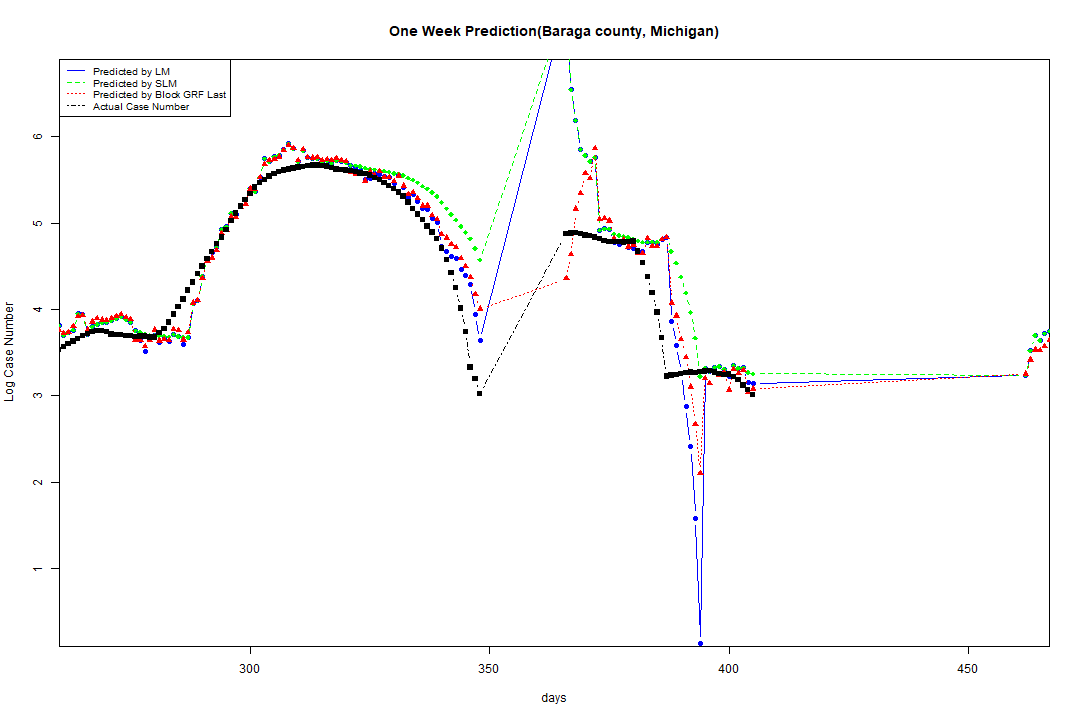 One Week Prediction(Baraga county, Michigan)
Predicted by LM
Predicted by SLM
Predicted by Block GRF Last
Actual Case Number
Log Case Number
6
5
4
3
2
1
300 350 400 450
days